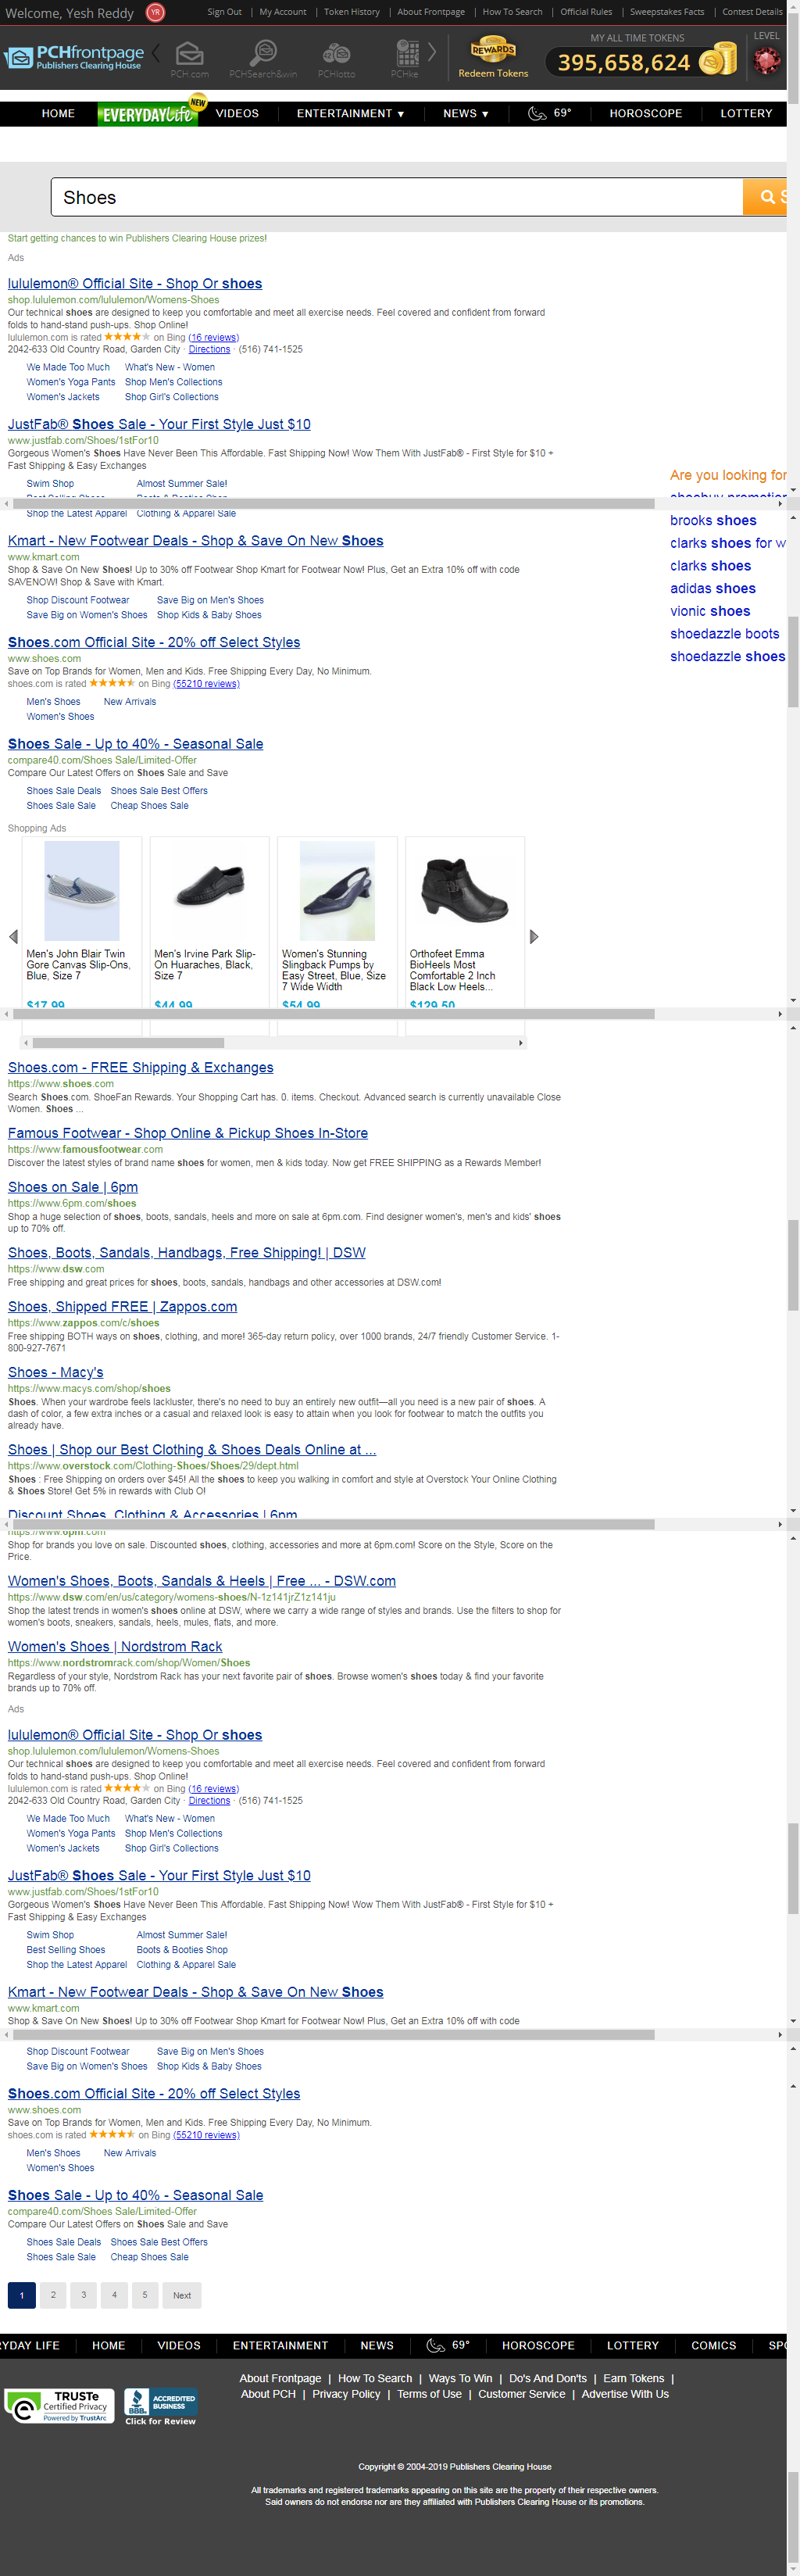 Welcome, Yesh Reddy YR Sign Out | My Account | Token History | About Frontpage | How To Search | Official Rules | Sweepstakes Facts | Contest Details
PCHfrontpage
Publishers Clearing House
PCH.com PCHSearch&win PCHlotto PCHke
REWARDS
Redeem Tokens
MY ALL TIME TOKENS
395,658,624
LEVEL
HOME EVERYDAYlife NEW VIDEOS ENTERTAINMENT ▼ NEWS ▼ 69° HOROSCOPE LOTTERY
Shoes
Start getting chances to win Publishers Clearing House prizes!
Ads
lululemon® Official Site - Shop Or shoes
shop.lululemon.com/lululemon/Womens-Shoes
Our technical shoes are designed to keep you comfortable and meet all exercise needs. Feel covered and confident from forward
folds to hand-stand push-ups. Shop Online!
lululemon.com is rated ★★★★★ on Bing (16 reviews)
2042-633 Old Country Road, Garden City · Directions · (516) 741-1525
We Made Too Much What's New - Women
Women's Yoga Pants Shop Men's Collections
Women's Jackets Shop Girl's Collections
JustFab® Shoes Sale - Your First Style Just $10
www.justfab.com/Shoes/1stFor10
Gorgeous Women's Shoes Have Never Been This Affordable. Fast Shipping Now! Wow Them With JustFab® - First Style for $10 +
Fast Shipping & Easy Exchanges
Swim Shop Almost Summer Sale!
Best Selling Shoes Boots & Booties Shop
Shop the Latest Apparel Clothing & Apparel Sale
Are you looking for
shoebuy promotion
brooks shoes
clarks shoes for w
clarks shoes
adidas shoes
vionic shoes
shoedazzle boots
shoedazzle shoes
Kmart - New Footwear Deals - Shop & Save On New Shoes
www.kmart.com
Shop & Save On New Shoes! Up to 30% off Footwear Shop Kmart for Footwear Now! Plus, Get an Extra 10% off with code
SAVENOW! Shop & Save with Kmart.
Shop Discount Footwear Save Big on Men's Shoes
Save Big on Women's Shoes Shop Kids & Baby Shoes
Shoes.com Official Site - 20% off Select Styles
www.shoes.com
Save on Top Brands for Women, Men and Kids. Free Shipping Every Day, No Minimum.
shoes.com is rated ★★★★★ on Bing (55210 reviews)
Men's Shoes New Arrivals
Women's Shoes
Shoes Sale - Up to 40% - Seasonal Sale
compare40.com/Shoes Sale/Limited-Offer
Compare Our Latest Offers on Shoes Sale and Save
Shoes Sale Deals Shoes Sale Best Offers
Shoes Sale Sale Cheap Shoes Sale
Shopping Ads
Men's John Blair Twin
Gore Canvas Slip-Ons,
Blue, Size 7
$17.99
Men's Irvine Park Slip-
On Huaraches, Black,
Size 7
$44.99
Women's Stunning
Slingback Pumps by
Easy Street, Blue, Size
7 Wide Width
$54.99
Orthofeet Emma
BioHeels Most
Comfortable 2 Inch
Black Low Heels...
$129.50
Shoes.com - FREE Shipping & Exchanges
https://www.shoes.com
Search Shoes.com. ShoeFan Rewards. Your Shopping Cart has. 0. items. Checkout. Advanced search is currently unavailable Close
Women. Shoes ...
Famous Footwear - Shop Online & Pickup Shoes In-Store
https://www.famousfootwear.com
Discover the latest styles of brand name shoes for women, men & kids today. Now get FREE SHIPPING as a Rewards Member!
Shoes on Sale | 6pm
https://www.6pm.com/shoes
Shop a huge selection of shoes, boots, sandals, heels and more on sale at 6pm.com. Find designer women's, men's and kids' shoes
up to 70% off.
Shoes, Boots, Sandals, Handbags, Free Shipping! | DSW
https://www.dsw.com
Free shipping and great prices for shoes, boots, sandals, handbags and other accessories at DSW.com!
Shoes, Shipped FREE | Zappos.com
https://www.zappos.com/c/shoes
Free shipping BOTH ways on shoes, clothing, and more! 365-day return policy, over 1000 brands, 24/7 friendly Customer Service. 1-
800-927-7671
Shoes - Macy's
https://www.macys.com/shop/shoes
Shoes. When your wardrobe feels lackluster, there's no need to buy an entirely new outfit—all you need is a new pair of shoes. A
dash of color, a few extra inches or a casual and relaxed look is easy to attain when you look for footwear to match the outfits you
already have.
Shoes | Shop our Best Clothing & Shoes Deals Online at ...
https://www.overstock.com/Clothing-Shoes/Shoes/29/dept.html
Shoes : Free Shipping on orders over $45! All the shoes to keep you walking in comfort and style at Overstock Your Online Clothing
& Shoes Store! Get 5% in rewards with Club O!
Discount Shoes, Clothing & Accessories | 6pm
https://www.6pm.com
Shop for brands you love on sale. Discounted shoes, clothing, accessories and more at 6pm.com! Score on the Style, Score on the
Price.
Women's Shoes, Boots, Sandals & Heels | Free ... - DSW.com
https://www.dsw.com/en/us/category/womens-shoes/N-1z141jrZ1z141ju
Shop the latest trends in women's shoes online at DSW, where we carry a wide range of styles and brands. Use the filters to shop for
women's boots, sneakers, sandals, heels, mules, flats, and more.
Women's Shoes | Nordstrom Rack
https://www.nordstromrack.com/shop/Women/Shoes
Regardless of your style, Nordstrom Rack has your next favorite pair of shoes. Browse women's shoes today & find your favorite
brands up to 70% off.
Ads
lululemon® Official Site - Shop Or shoes
shop.lululemon.com/lululemon/Womens-Shoes
Our technical shoes are designed to keep you comfortable and meet all exercise needs. Feel covered and confident from forward
folds to hand-stand push-ups. Shop Online!
lululemon.com is rated ★★★★★ on Bing (16 reviews)
2042-633 Old Country Road, Garden City · Directions · (516) 741-1525
We Made Too Much What's New - Women
Women's Yoga Pants Shop Men's Collections
Women's Jackets Shop Girl's Collections
JustFab® Shoes Sale - Your First Style Just $10
www.justfab.com/Shoes/1stFor10
Gorgeous Women's Shoes Have Never Been This Affordable. Fast Shipping Now! Wow Them With JustFab® - First Style for $10 +
Fast Shipping & Easy Exchanges
Swim Shop Almost Summer Sale!
Best Selling Shoes Boots & Booties Shop
Shop the Latest Apparel Clothing & Apparel Sale
Kmart - New Footwear Deals - Shop & Save On New Shoes
www.kmart.com
Shop & Save On New Shoes! Up to 30% off Footwear Shop Kmart for Footwear Now! Plus, Get an Extra 10% off with code
Shop Discount Footwear Save Big on Men's Shoes
Save Big on Women's Shoes Shop Kids & Baby Shoes
Shoes.com Official Site - 20% off Select Styles
www.shoes.com
Save on Top Brands for Women, Men and Kids. Free Shipping Every Day, No Minimum.
shoes.com is rated ★★★★★ on Bing (55210 reviews)
Men's Shoes New Arrivals
Women's Shoes
Shoes Sale - Up to 40% - Seasonal Sale
compare40.com/Shoes Sale/Limited-Offer
Compare Our Latest Offers on Shoes Sale and Save
Shoes Sale Deals Shoes Sale Best Offers
Shoes Sale Sale Cheap Shoes Sale
1 2 3 4 5 Next
RYDAY LIFE HOME VIDEOS ENTERTAINMENT NEWS 69° HOROSCOPE LOTTERY COMICS SPO
About Frontpage | How To Search | Ways To Win | Do's And Don'ts | Earn Tokens |
About PCH | Privacy Policy | Terms of Use | Customer Service | Advertise With Us
TRUSTe
Certified Privacy
Powered by TrustArc
BBB. ACCREDITED BUSINESS
Click for Review
Copyright © 2004-2019 Publishers Clearing House
All trademarks and registered trademarks appearing on this site are the property of their respective owners.
Said owners do not endorse nor are they affiliated with Publishers Clearing House or its promotions.